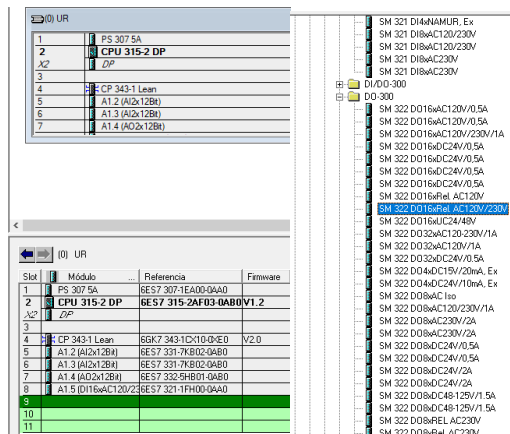 (0) UR
1 PS 307 5A
2 CPU 315-2 DP
X2 DP
3
4 CP 343-1 Lean
5 A1.2 (AI2x12Bit)
6 A1.3 (AI2x12Bit)
7 A1.4 (AO2x12Bit)
(0) UR
Slot Módulo ... Referencia Firmware
1 PS 307 5A 6ES7 307-1EA00-0AA0
2 CPU 315-2 DP 6ES7 315-2AF03-0AB0 V1.2
X2 DP
3
4 CP 343-1 Lean 6GK7 343-1CX10-0XE0 V2.0
5 A1.2 (AI2x12Bit) 6ES7 331-7KB02-0AB0
6 A1.3 (AI2x12Bit) 6ES7 331-7KB02-0AB0
7 A1.4 (AO2x12Bit) 6ES7 332-5HB01-0AB0
8 A1.5 (DI16xAC120/23 6ES7 321-1FH00-0AA0
9
10
11
SM 321 DI4xNAMUR, Ex
SM 321 DI8xAC120/230V
SM 321 DI8xAC120/230V
SM 321 DI8xAC230V
SM 321 DI8xAC230V
DI/DO-300
DO-300
SM 322 DO16xAC120V/0,5A
SM 322 DO16xAC120V/0,5A
SM 322 DO16xAC120V/230V/1A
SM 322 DO16xDC24V/0,5A
SM 322 DO16xDC24V/0,5A
SM 322 DO16xDC24V/0,5A
SM 322 DO16xDC24V/0,5A
SM 322 DO16xRel. AC120V
SM 322 DO16xRel. AC120V/230V
SM 322 DO16xUC24/48V
SM 322 DO32xAC120-230V/1A
SM 322 DO32xAC120V/1A
SM 322 DO32xDC24V/0.5A
SM 322 DO4xDC15V/20mA, Ex
SM 322 DO4xDC24V/10mA, Ex
SM 322 DO8xAC Iso
SM 322 DO8xAC120/230V/1A
SM 322 DO8xAC230V/2A
SM 322 DO8xAC230V/2A
SM 322 DO8xDC24V/0,5A
SM 322 DO8xDC24V/0,5A
SM 322 DO8xDC24V/2A
SM 322 DO8xDC24V/2A
SM 322 DO8xDC48-125V/1.5A
SM 322 DO8xDC48-125V/1.5A
SM 322 DO8xREL AC230V
SM 322 DO8xRel. AC230V